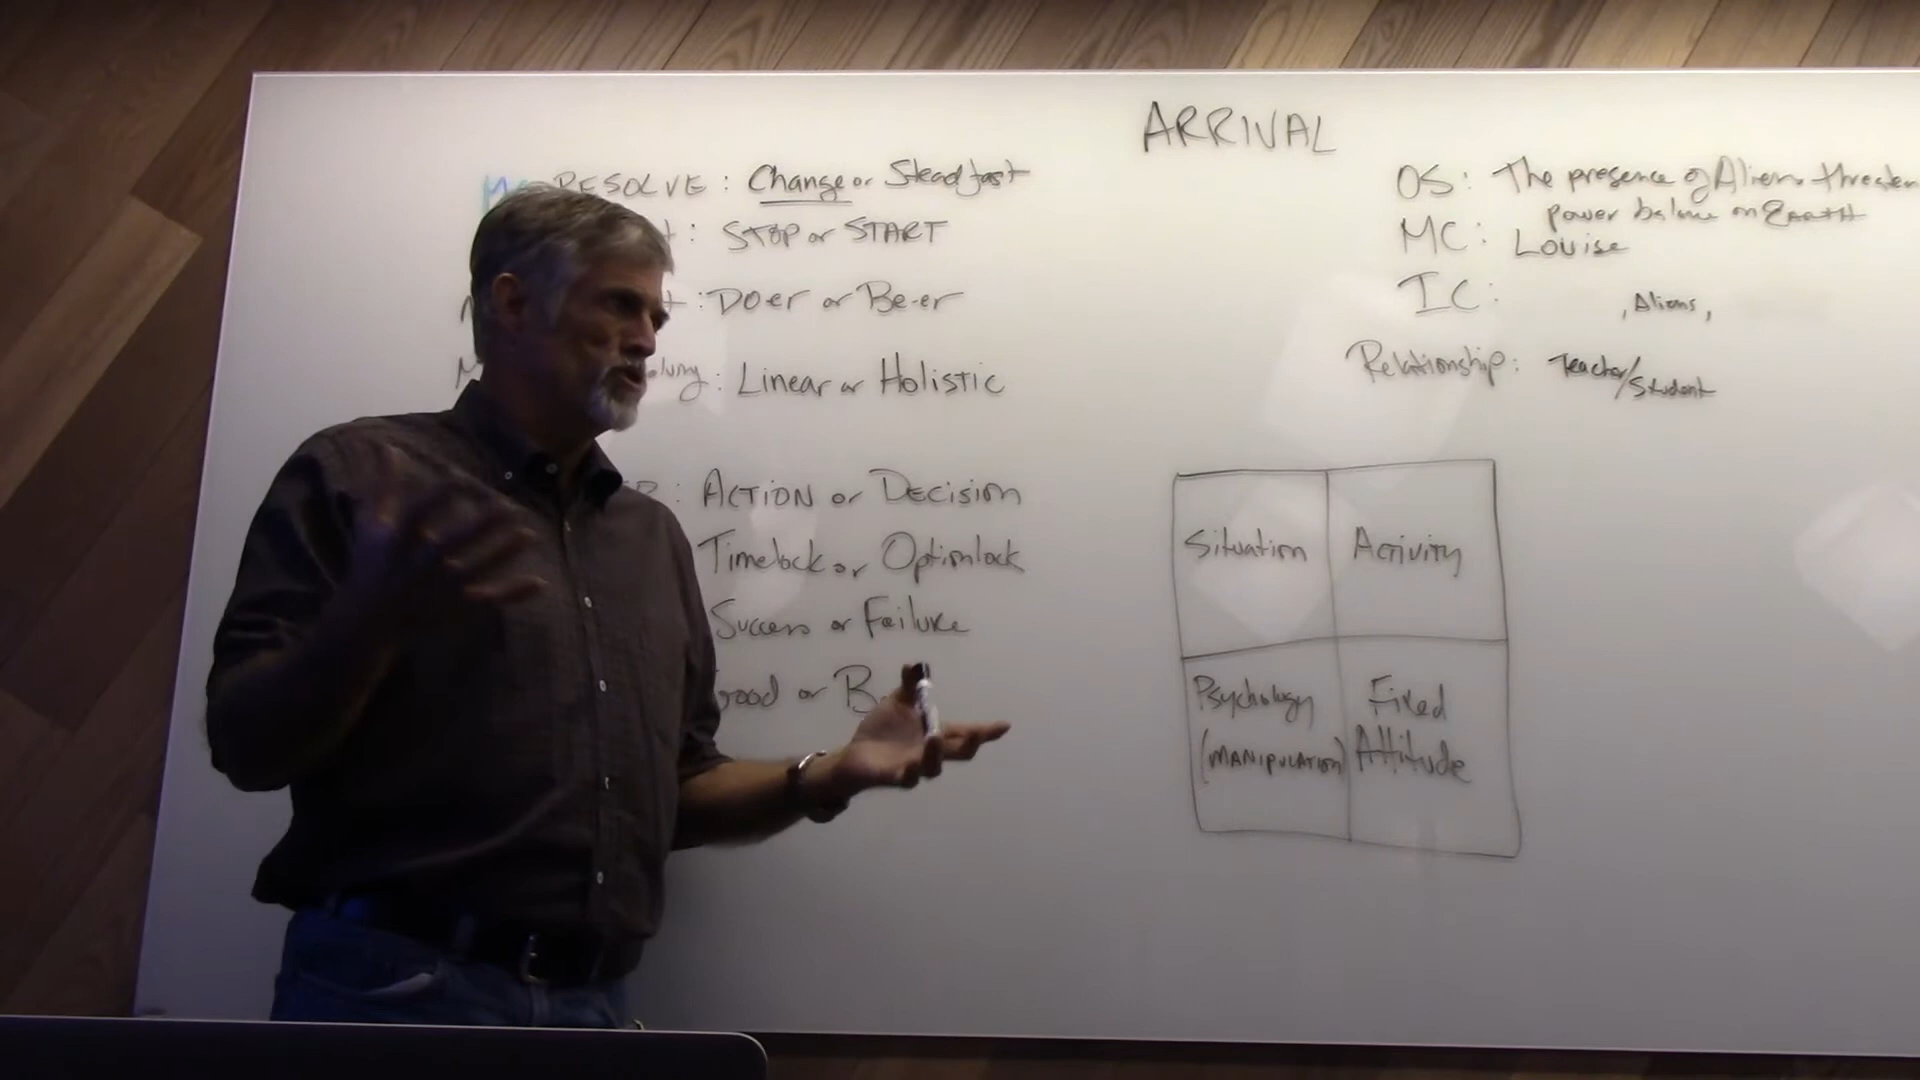 ARRIVAL
RESOLVE: Change or Steadfast
: STOP or START
: DOer or Be-er
: Linear or Holistic
: ACTION or DECISION
Timelock or Optionlock
Success or Failure
good or B
OS: The presence of Aliens threaten
power balance on EARTH
MC: Louise
IC: , Aliens,
Relationship: Teacher/
Student
Situation Activity
Psychology Fixed
(MANIPULATION) Attitude